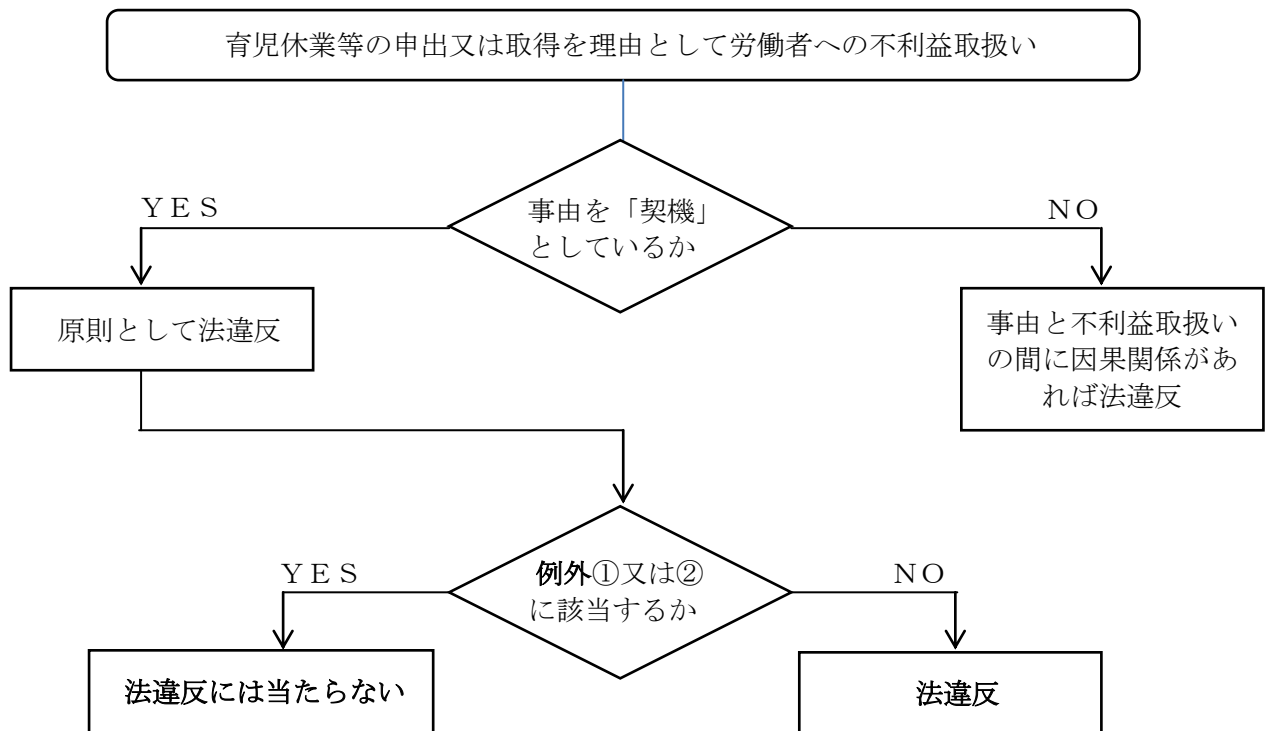 育児休業等の申出又は取得を理由として労働者への不利益取扱い
事由を「契機」
としているか
ＹＥＳ
ＮＯ
原則として法違反
事由と不利益取扱い
の間に因果関係があ
れば法違反
例外①又は②
に該当するか
ＹＥＳ
ＮＯ
法違反には当たらない
法違反